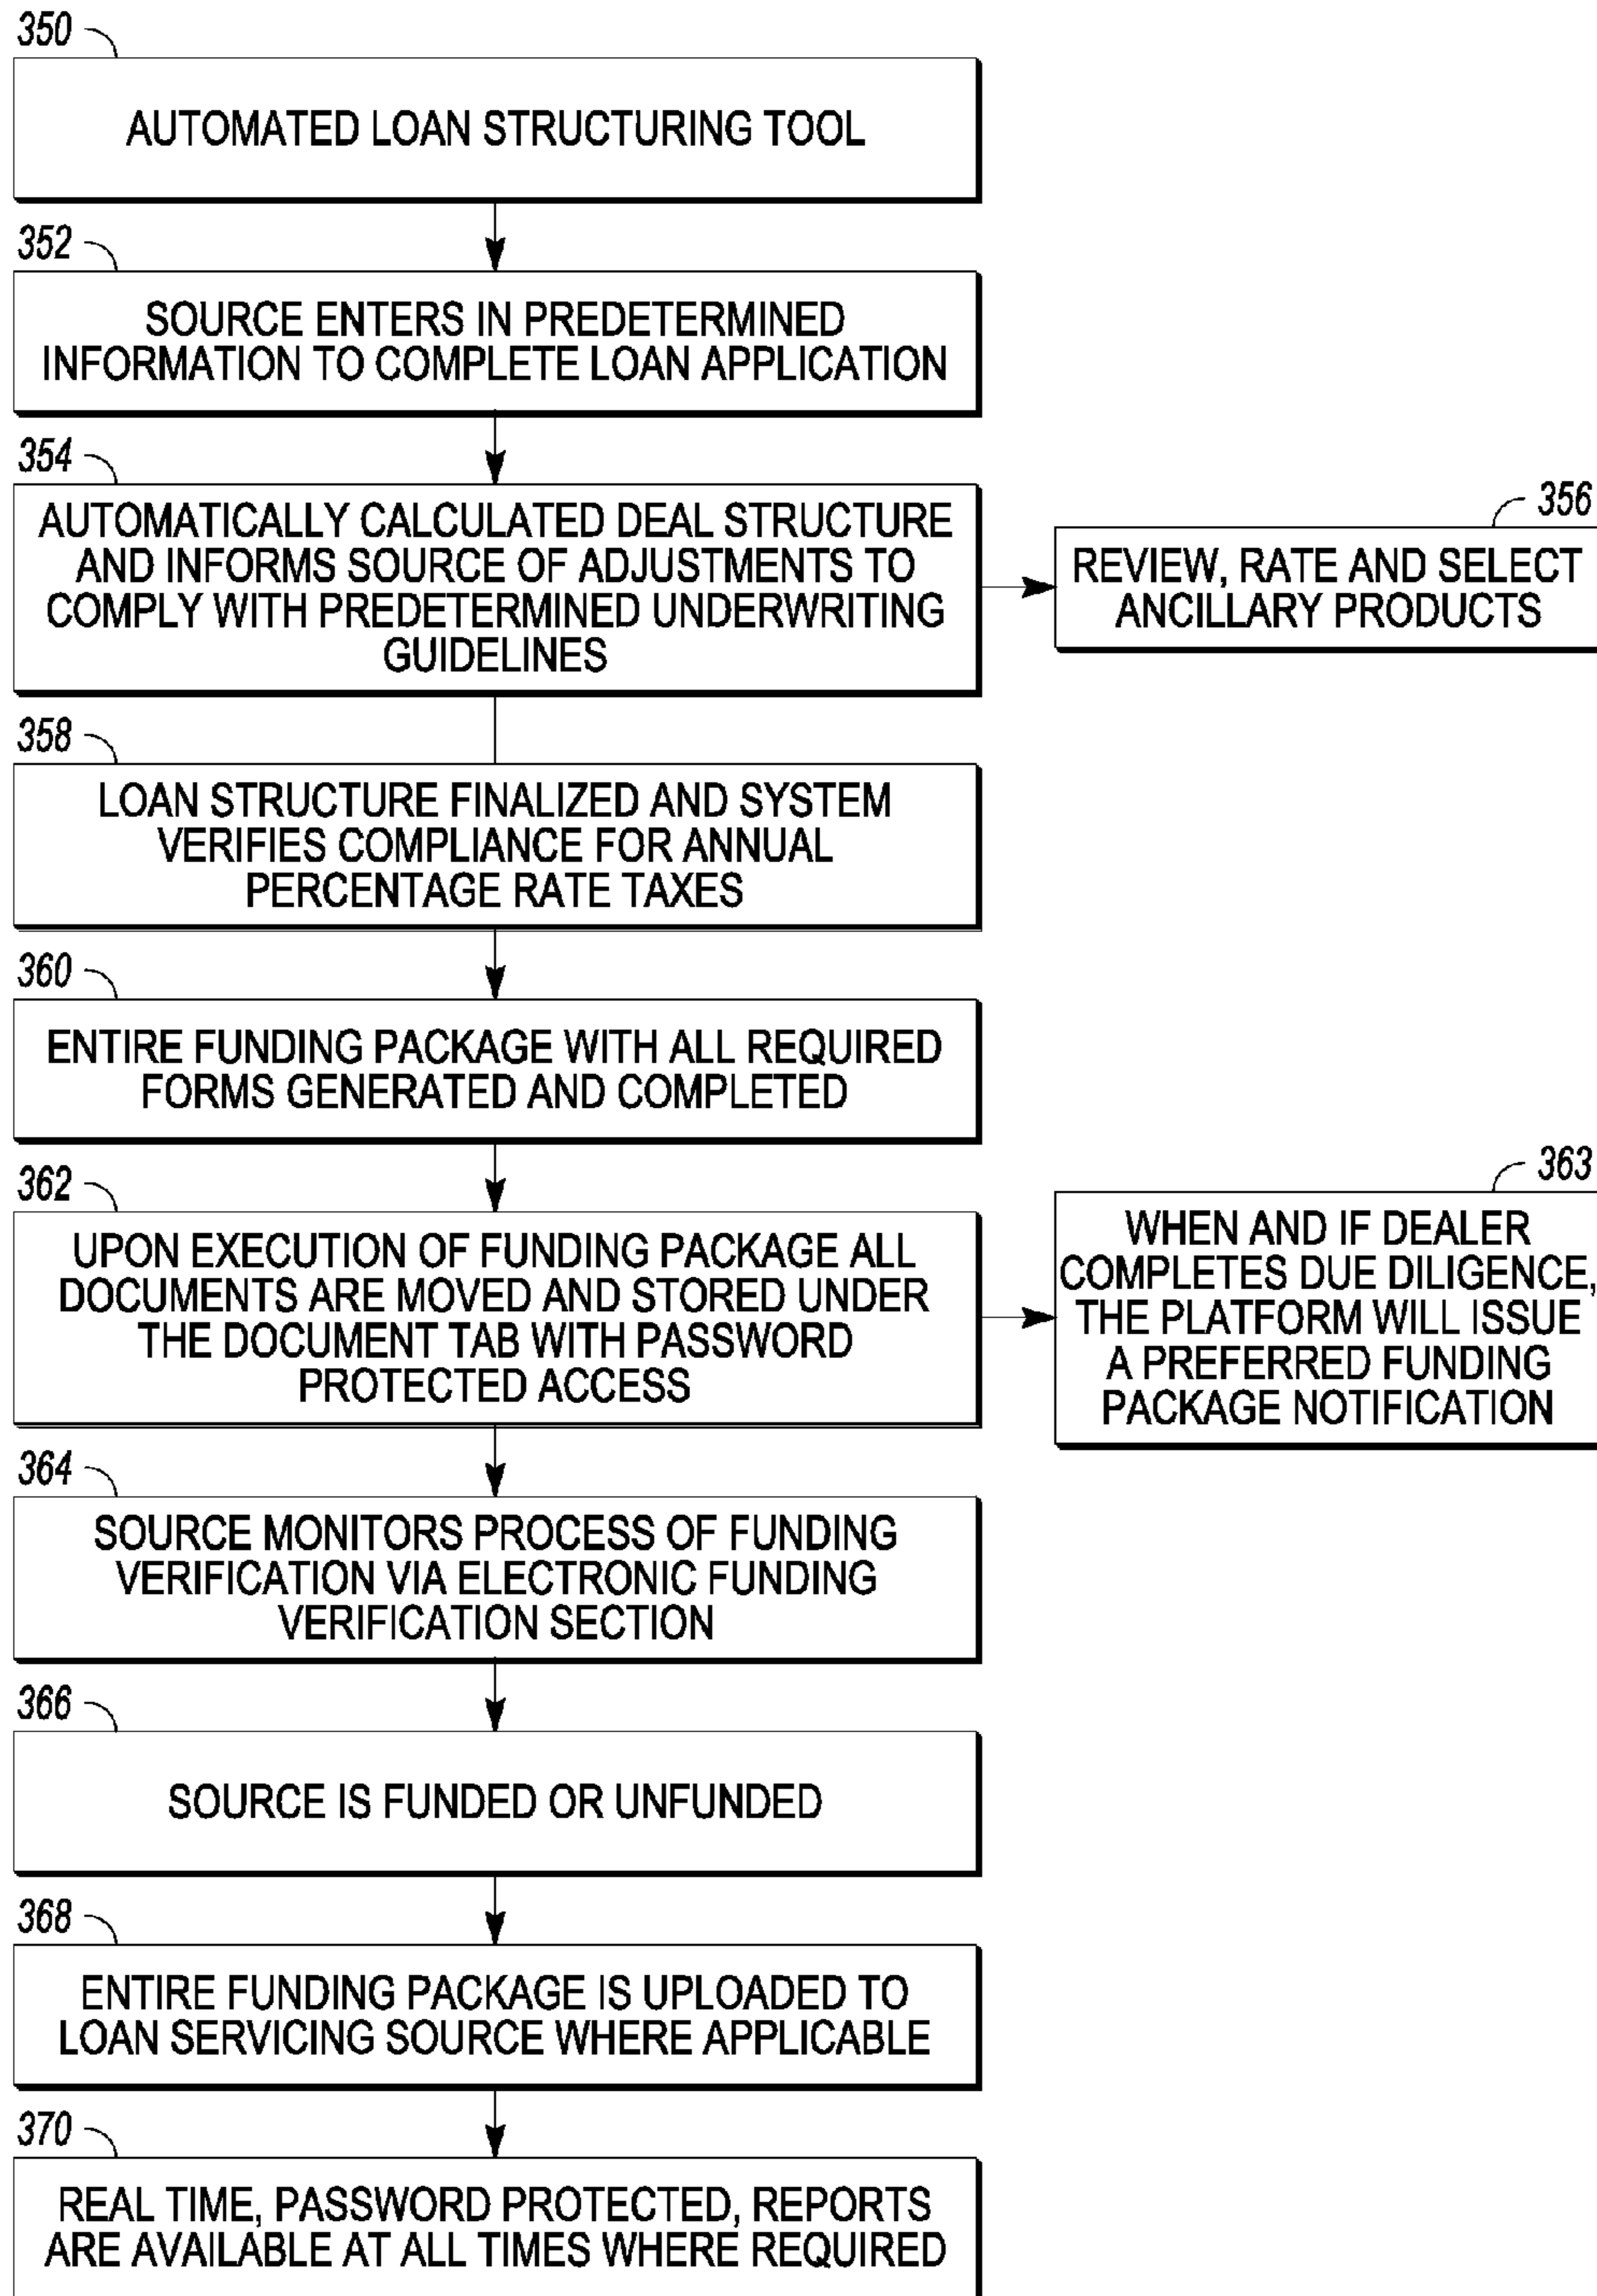 350
AUTOMATED LOAN STRUCTURING TOOL
352
SOURCE ENTERS IN PREDETERMINED
INFORMATION TO COMPLETE LOAN APPLICATION
354
AUTOMATICALLY CALCULATED DEAL STRUCTURE
AND INFORMS SOURCE OF ADJUSTMENTS TO
COMPLY WITH PREDETERMINED UNDERWRITING
GUIDELINES
356
REVIEW, RATE AND SELECT
ANCILLARY PRODUCTS
358
LOAN STRUCTURE FINALIZED AND SYSTEM
VERIFIES COMPLIANCE FOR ANNUAL
PERCENTAGE RATE TAXES
360
ENTIRE FUNDING PACKAGE WITH ALL REQUIRED
FORMS GENERATED AND COMPLETED
362
UPON EXECUTION OF FUNDING PACKAGE ALL
DOCUMENTS ARE MOVED AND STORED UNDER
THE DOCUMENT TAB WITH PASSWORD
PROTECTED ACCESS
363
WHEN AND IF DEALER
COMPLETES DUE DILIGENCE,
THE PLATFORM WILL ISSUE
A PREFERRED FUNDING
PACKAGE NOTIFICATION
364
SOURCE MONITORS PROCESS OF FUNDING
VERIFICATION VIA ELECTRONIC FUNDING
VERIFICATION SECTION
366
SOURCE IS FUNDED OR UNFUNDED
368
ENTIRE FUNDING PACKAGE IS UPLOADED TO
LOAN SERVICING SOURCE WHERE APPLICABLE
370
REAL TIME, PASSWORD PROTECTED, REPORTS
ARE AVAILABLE AT ALL TIMES WHERE REQUIRED